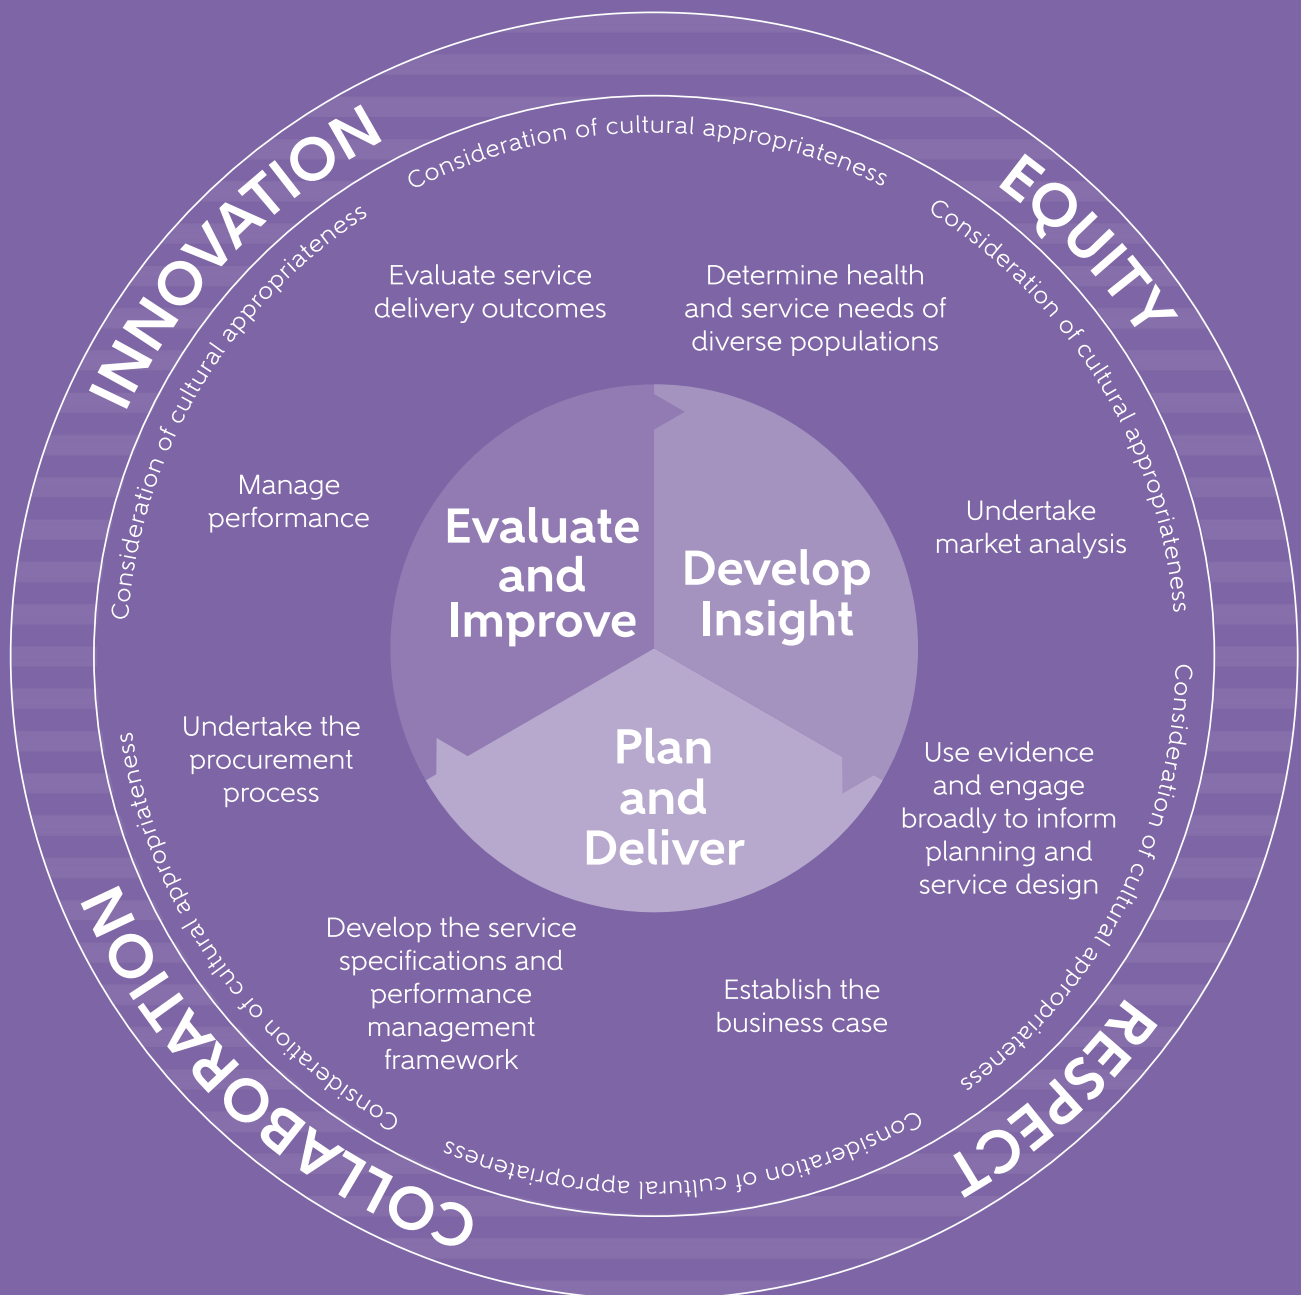 INNOVATION
EQUITY
RESPECT
COLLABORATION
Consideration of cultural appropriateness
Consideration of cultural appropriateness
Consideration of cultural appropriateness
Consideration of cultural appropriateness
Consideration of cultural appropriateness
Consideration of cultural appropriateness
Determine health
and service needs of
diverse populations
Undertake
market analysis
Use evidence
and engage
broadly to inform
planning and
service design
Establish the
business case
Develop the service
specifications and
performance
management
framework
Undertake the
procurement
process
Manage
performance
Evaluate service
delivery outcomes
Develop
Insight
Plan
and
Deliver
Evaluate
and
Improve